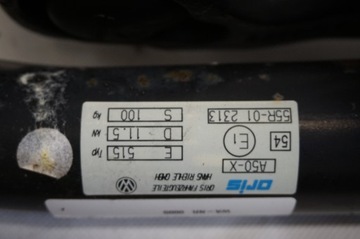 oris
ORIS FAHRZEUGTEILE
HANS RIEHLE GMBH
A50-X
Typ E 515
E1 54
kN D 11.5
55R-01 2313
kg S 100